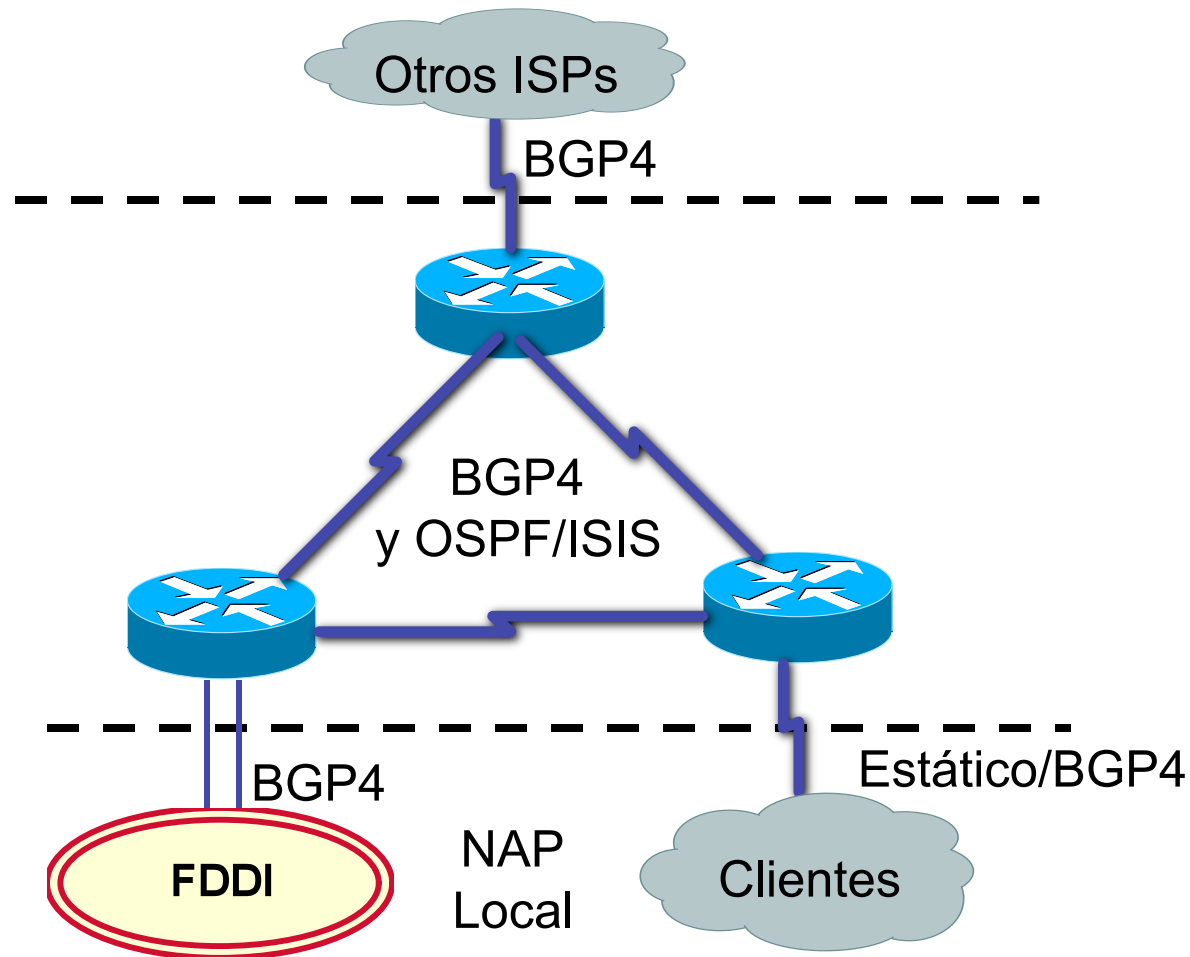 Otros ISPs
BGP4
BGP4
y OSPF/ISIS
Estático/BGP4
BGP4
FDDI
NAP
Local
Clientes